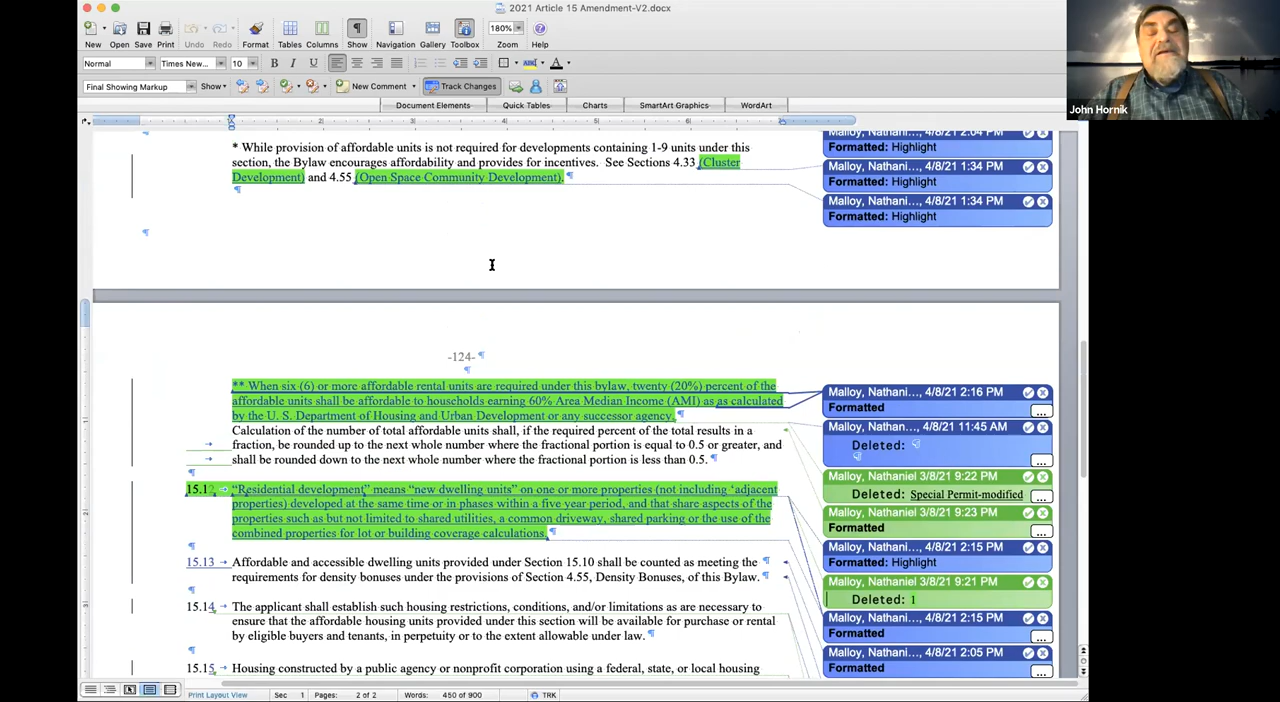 2021 Article 15 Amendment-V2.docx
New Open Save Print Undo Redo Format Tables Columns Show Navigation Gallery Toolbox Zoom Help
180%
Normal Times New... 10 B I U
Final Showing Markup Show New Comment Track Changes
Document Elements Quick Tables Charts SmartArt Graphics WordArt
John Hornik
* While provision of affordable units is not required for developments containing 1-9 units under this
section, the Bylaw encourages affordability and provides for incentives. See Sections 4.33 (Cluster
Development) and 4.55 (Open Space Community Development).
Malloy, Nathani..., 4/8/21 2:04 PM
Formatted: Highlight
Malloy, Nathani..., 4/8/21 1:34 PM
Formatted: Highlight
Malloy, Nathani..., 4/8/21 1:34 PM
Formatted: Highlight
-124-
** When six (6) or more affordable rental units are required under this bylaw, twenty (20%) percent of the
affordable units shall be affordable to households earning 60% Area Median Income (AMI) as as calculated
by the U. S. Department of Housing and Urban Development or any successor agency.
Calculation of the number of total affordable units shall, if the required percent of the total results in a
fraction, be rounded up to the next whole number where the fractional portion is equal to 0.5 or greater, and
shall be rounded down to the next whole number where the fractional portion is less than 0.5.
15.12 “Residential development” means “new dwelling units” on one or more properties (not including ‘adjacent
properties) developed at the same time or in phases within a five year period, and that share aspects of the
properties such as but not limited to shared utilities, a common driveway, shared parking or the use of the
combined properties for lot or building coverage calculations.
15.13 Affordable and accessible dwelling units provided under Section 15.10 shall be counted as meeting the
requirements for density bonuses under the provisions of Section 4.55, Density Bonuses, of this Bylaw.
15.14 The applicant shall establish such housing restrictions, conditions, and/or limitations as are necessary to
ensure that the affordable housing units provided under this section will be available for purchase or rental
by eligible buyers and tenants, in perpetuity or to the extent allowable under law.
15.15 Housing constructed by a public agency or nonprofit corporation using a federal, state, or local housing
Malloy, Nathani... 4/8/21 2:16 PM
Formatted
...
Malloy, Nathan..., 4/8/21 11:45 AM
Deleted:
...
Malloy, Nathaniel 3/8/21 9:22 PM
Deleted: Special Permit-modified
...
Malloy, Nathaniel 3/8/21 9:23 PM
Formatted
...
Malloy, Nathani..., 4/8/21 2:15 PM
Formatted: Highlight
Malloy, Nathaniel 3/8/21 9:21 PM
Deleted: 1
Malloy, Nathani..., 4/8/21 2:15 PM
Formatted
...
Malloy, Nathani..., 4/8/21 2:05 PM
Formatted
...
Print Layout View Sec 1 Pages: 2 of 2 Words: 450 of 900 TRK